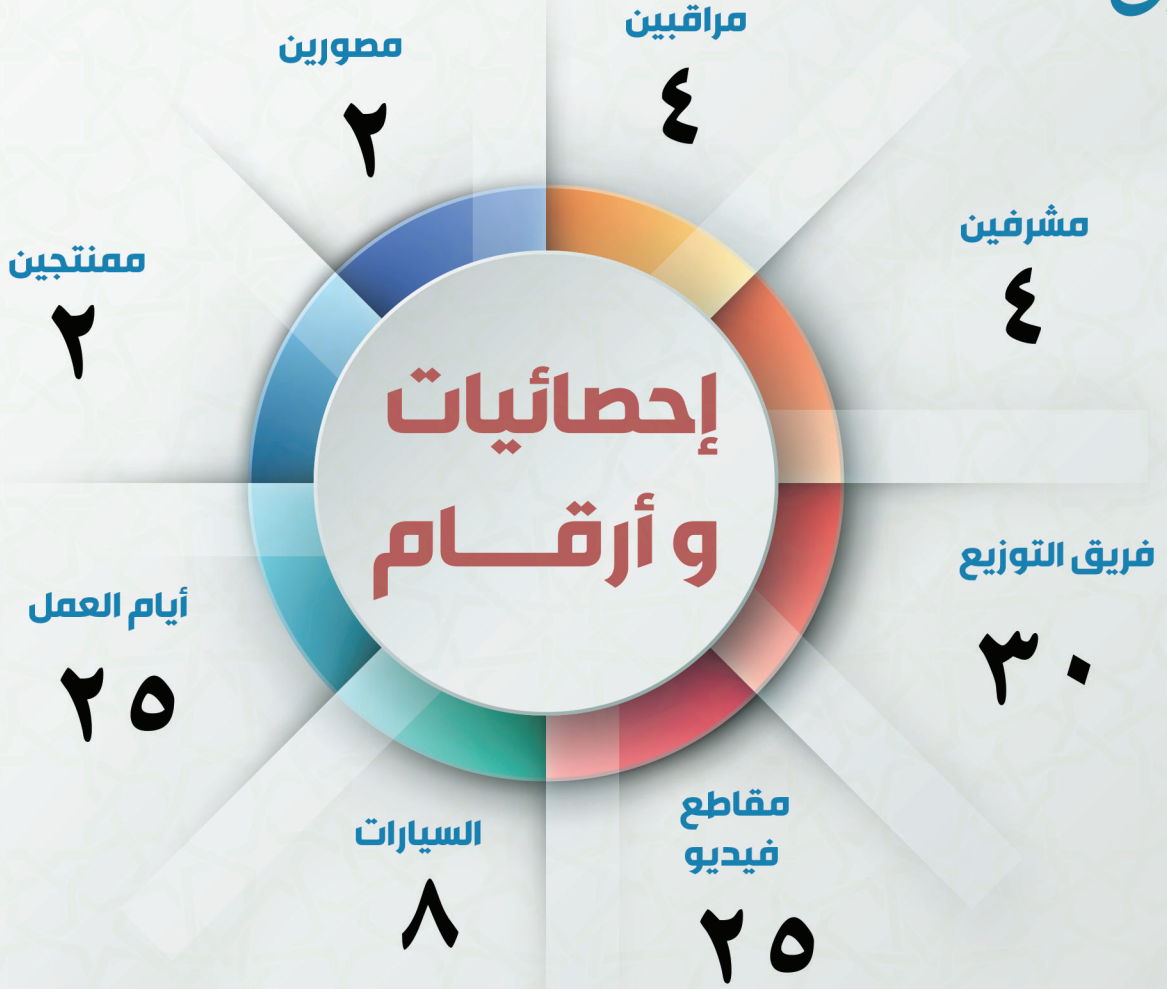 مراقبين
٤
مصورين
٢
مشرفين
٤
ممنتجين
٢
إحصائيات
و أرقـــام
فريق التوزيع
٣٠
أيام العمل
٢٥
مقاطع
فيديو
٢٥
السيارات
٨